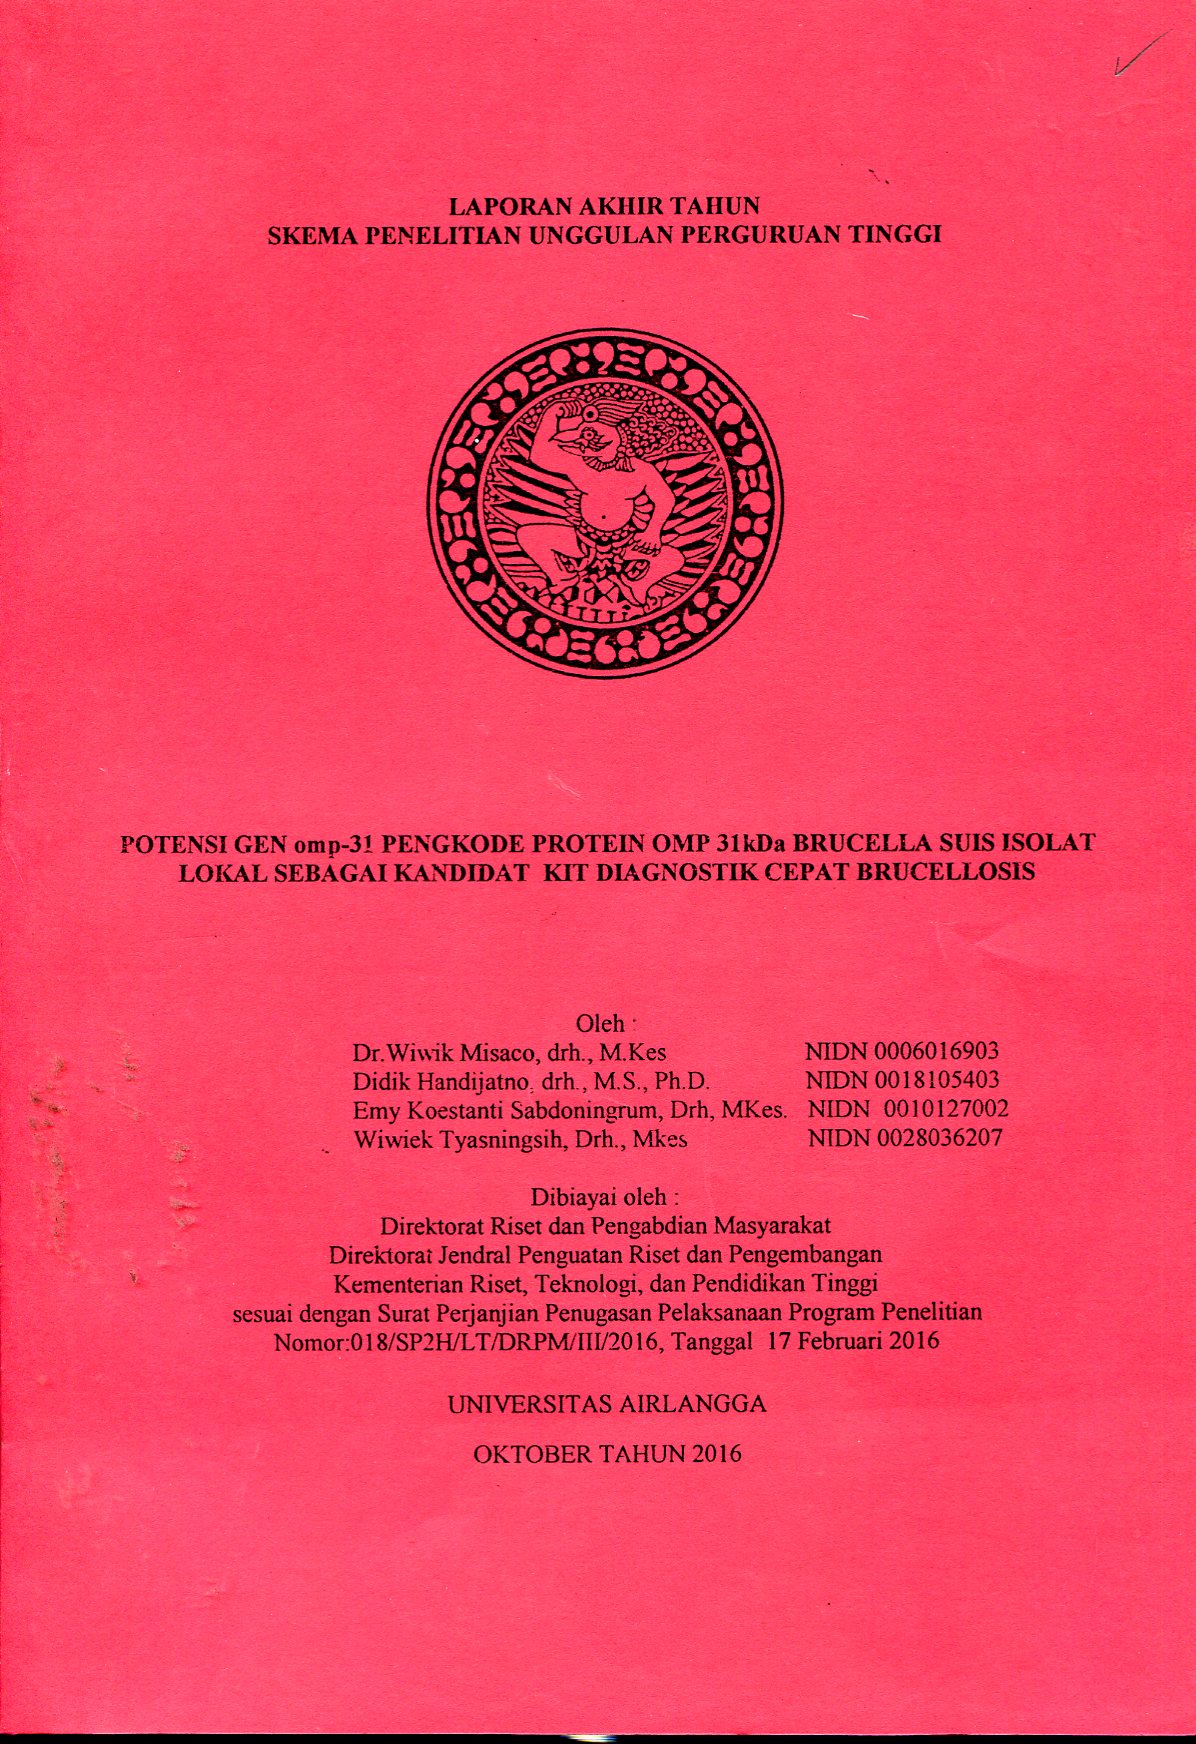 LAPORAN AKHIR TAHUN
SKEMA PENELITIAN UNGGULAN PERGURUAN TINGGI
POTENSI GEN omp-31 PENGKODE PROTEIN OMP 31kDa BRUCELLA SUIS ISOLAT
LOKAL SEBAGAI KANDIDAT KIT DIAGNOSTIK CEPAT BRUCELLOSIS
Oleh :
Dr.Wiwik Misaco, drh., M.Kes NIDN 0006016903
Didik Handijatno, drh., M.S., Ph.D. NIDN 0018105403
Emy Koestanti Sabdoningrum, Drh, MKes. NIDN 0010127002
Wiwiek Tyasningsih, Drh., Mkes NIDN 0028036207
Dibiayai oleh :
Direktorat Riset dan Pengabdian Masyarakat
Direktorat Jendral Penguatan Riset dan Pengembangan
Kementerian Riset, Teknologi, dan Pendidikan Tinggi
sesuai dengan Surat Perjanjian Penugasan Pelaksanaan Program Penelitian
Nomor:018/SP2H/LT/DRPM/III/2016, Tanggal 17 Februari 2016
UNIVERSITAS AIRLANGGA
OKTOBER TAHUN 2016